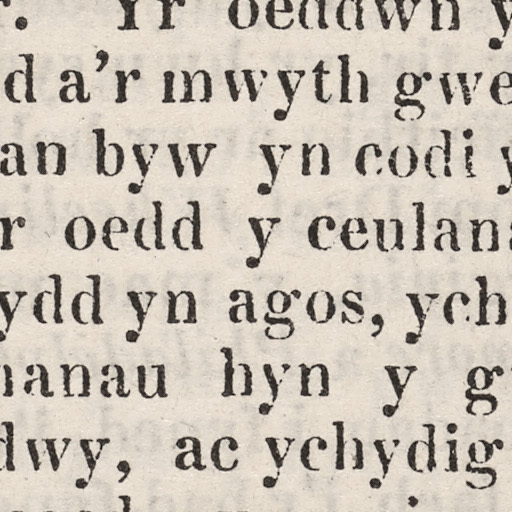 Yr oeddwn y
d a'r mwyth gwe
an byw yn codi y
r oedd y ceulana
ydd yn agos, ych
nanau hyn y g
dwy, ac ychydig